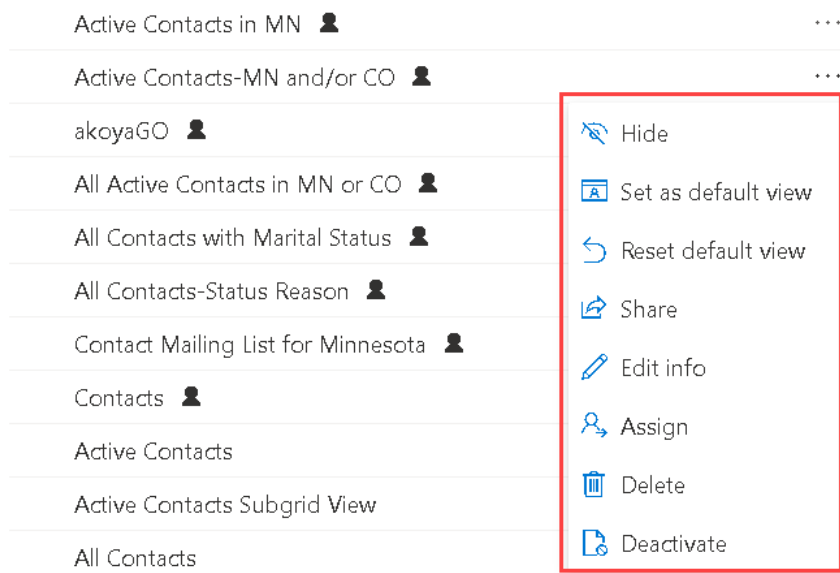 Active Contacts in MN
Active Contacts-MN and/or CO
akoyaGO
All Active Contacts in MN or CO
All Contacts with Marital Status
All Contacts-Status Reason
Contact Mailing List for Minnesota
Contacts
Active Contacts
Active Contacts Subgrid View
All Contacts
Hide
Set as default view
Reset default view
Share
Edit info
Assign
Delete
Deactivate